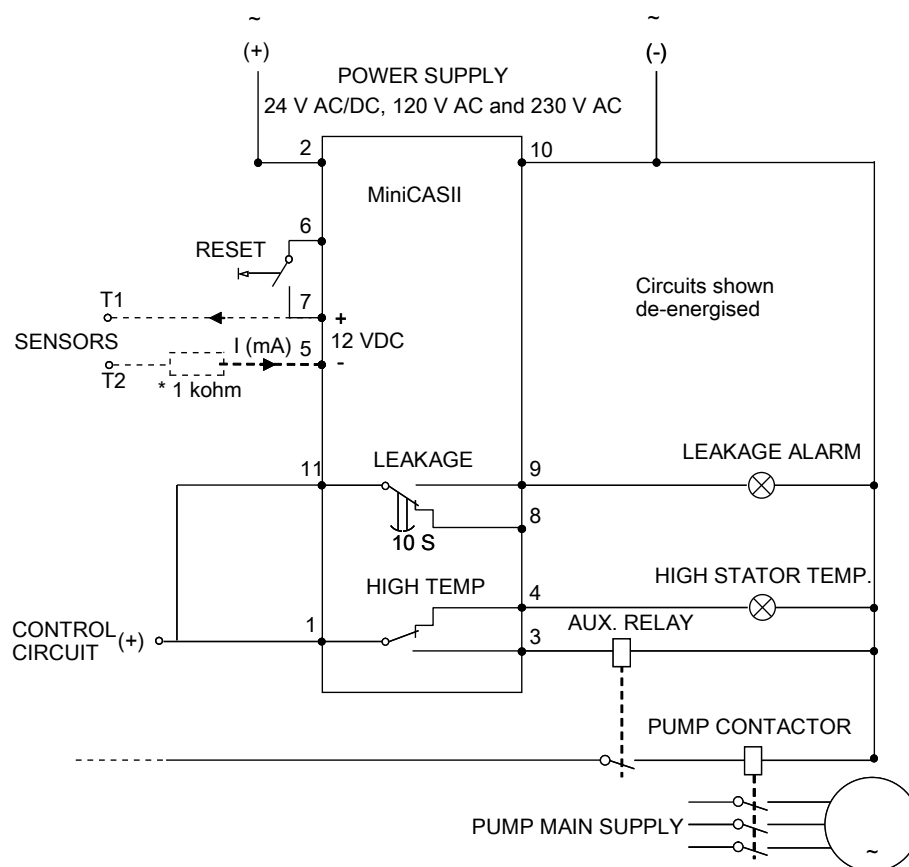 ~ ~
(+) (-)
POWER SUPPLY
24 V AC/DC, 120 V AC and 230 V AC
2 10
MiniCASII
6
RESET
Circuits shown
de-energised
7
T1
+
SENSORS
12 VDC
I (mA) 5
-
T2
* 1 kohm
LEAKAGE ALARM
11 LEAKAGE 9
8
10 S
HIGH STATOR TEMP.
HIGH TEMP 4
AUX. RELAY
1 3
CONTROL
CIRCUIT (+)
PUMP CONTACTOR
PUMP MAIN SUPPLY
~